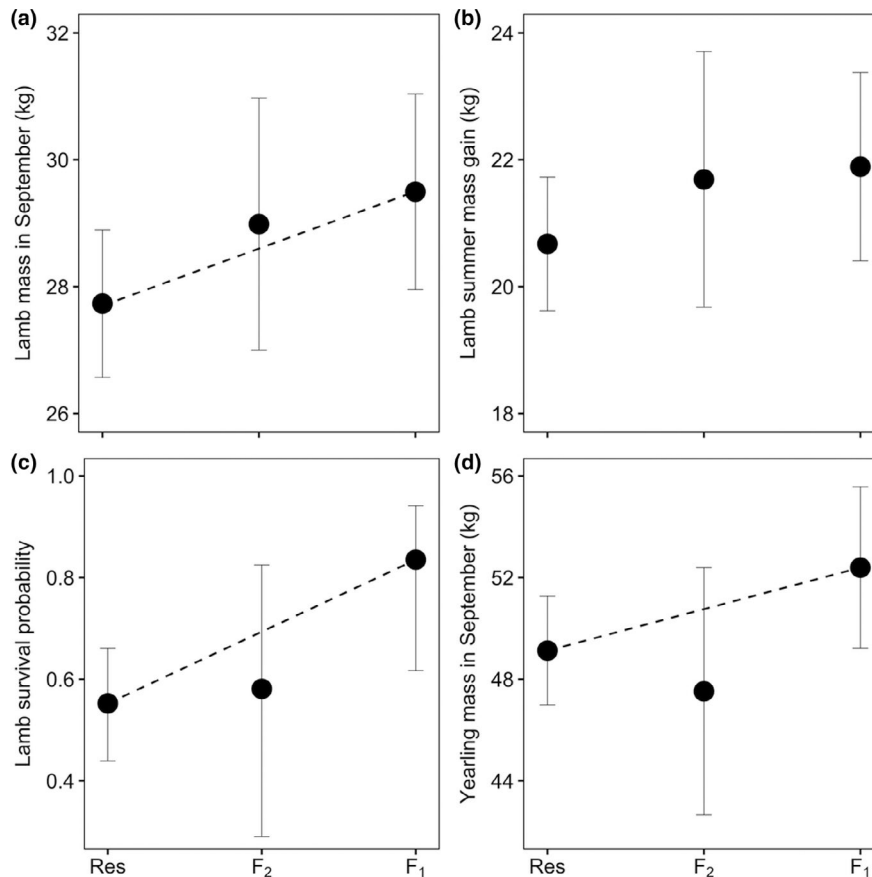 (a)
Lamb mass in September (kg)
32
30
28
26
(b)
Lamb summer mass gain (kg)
24
22
20
18
(c)
Lamb survival probability
1.0
0.8
0.6
0.4
Res F₂ F₁
(d)
Yearling mass in September (kg)
56
52
48
44
Res F₂ F₁